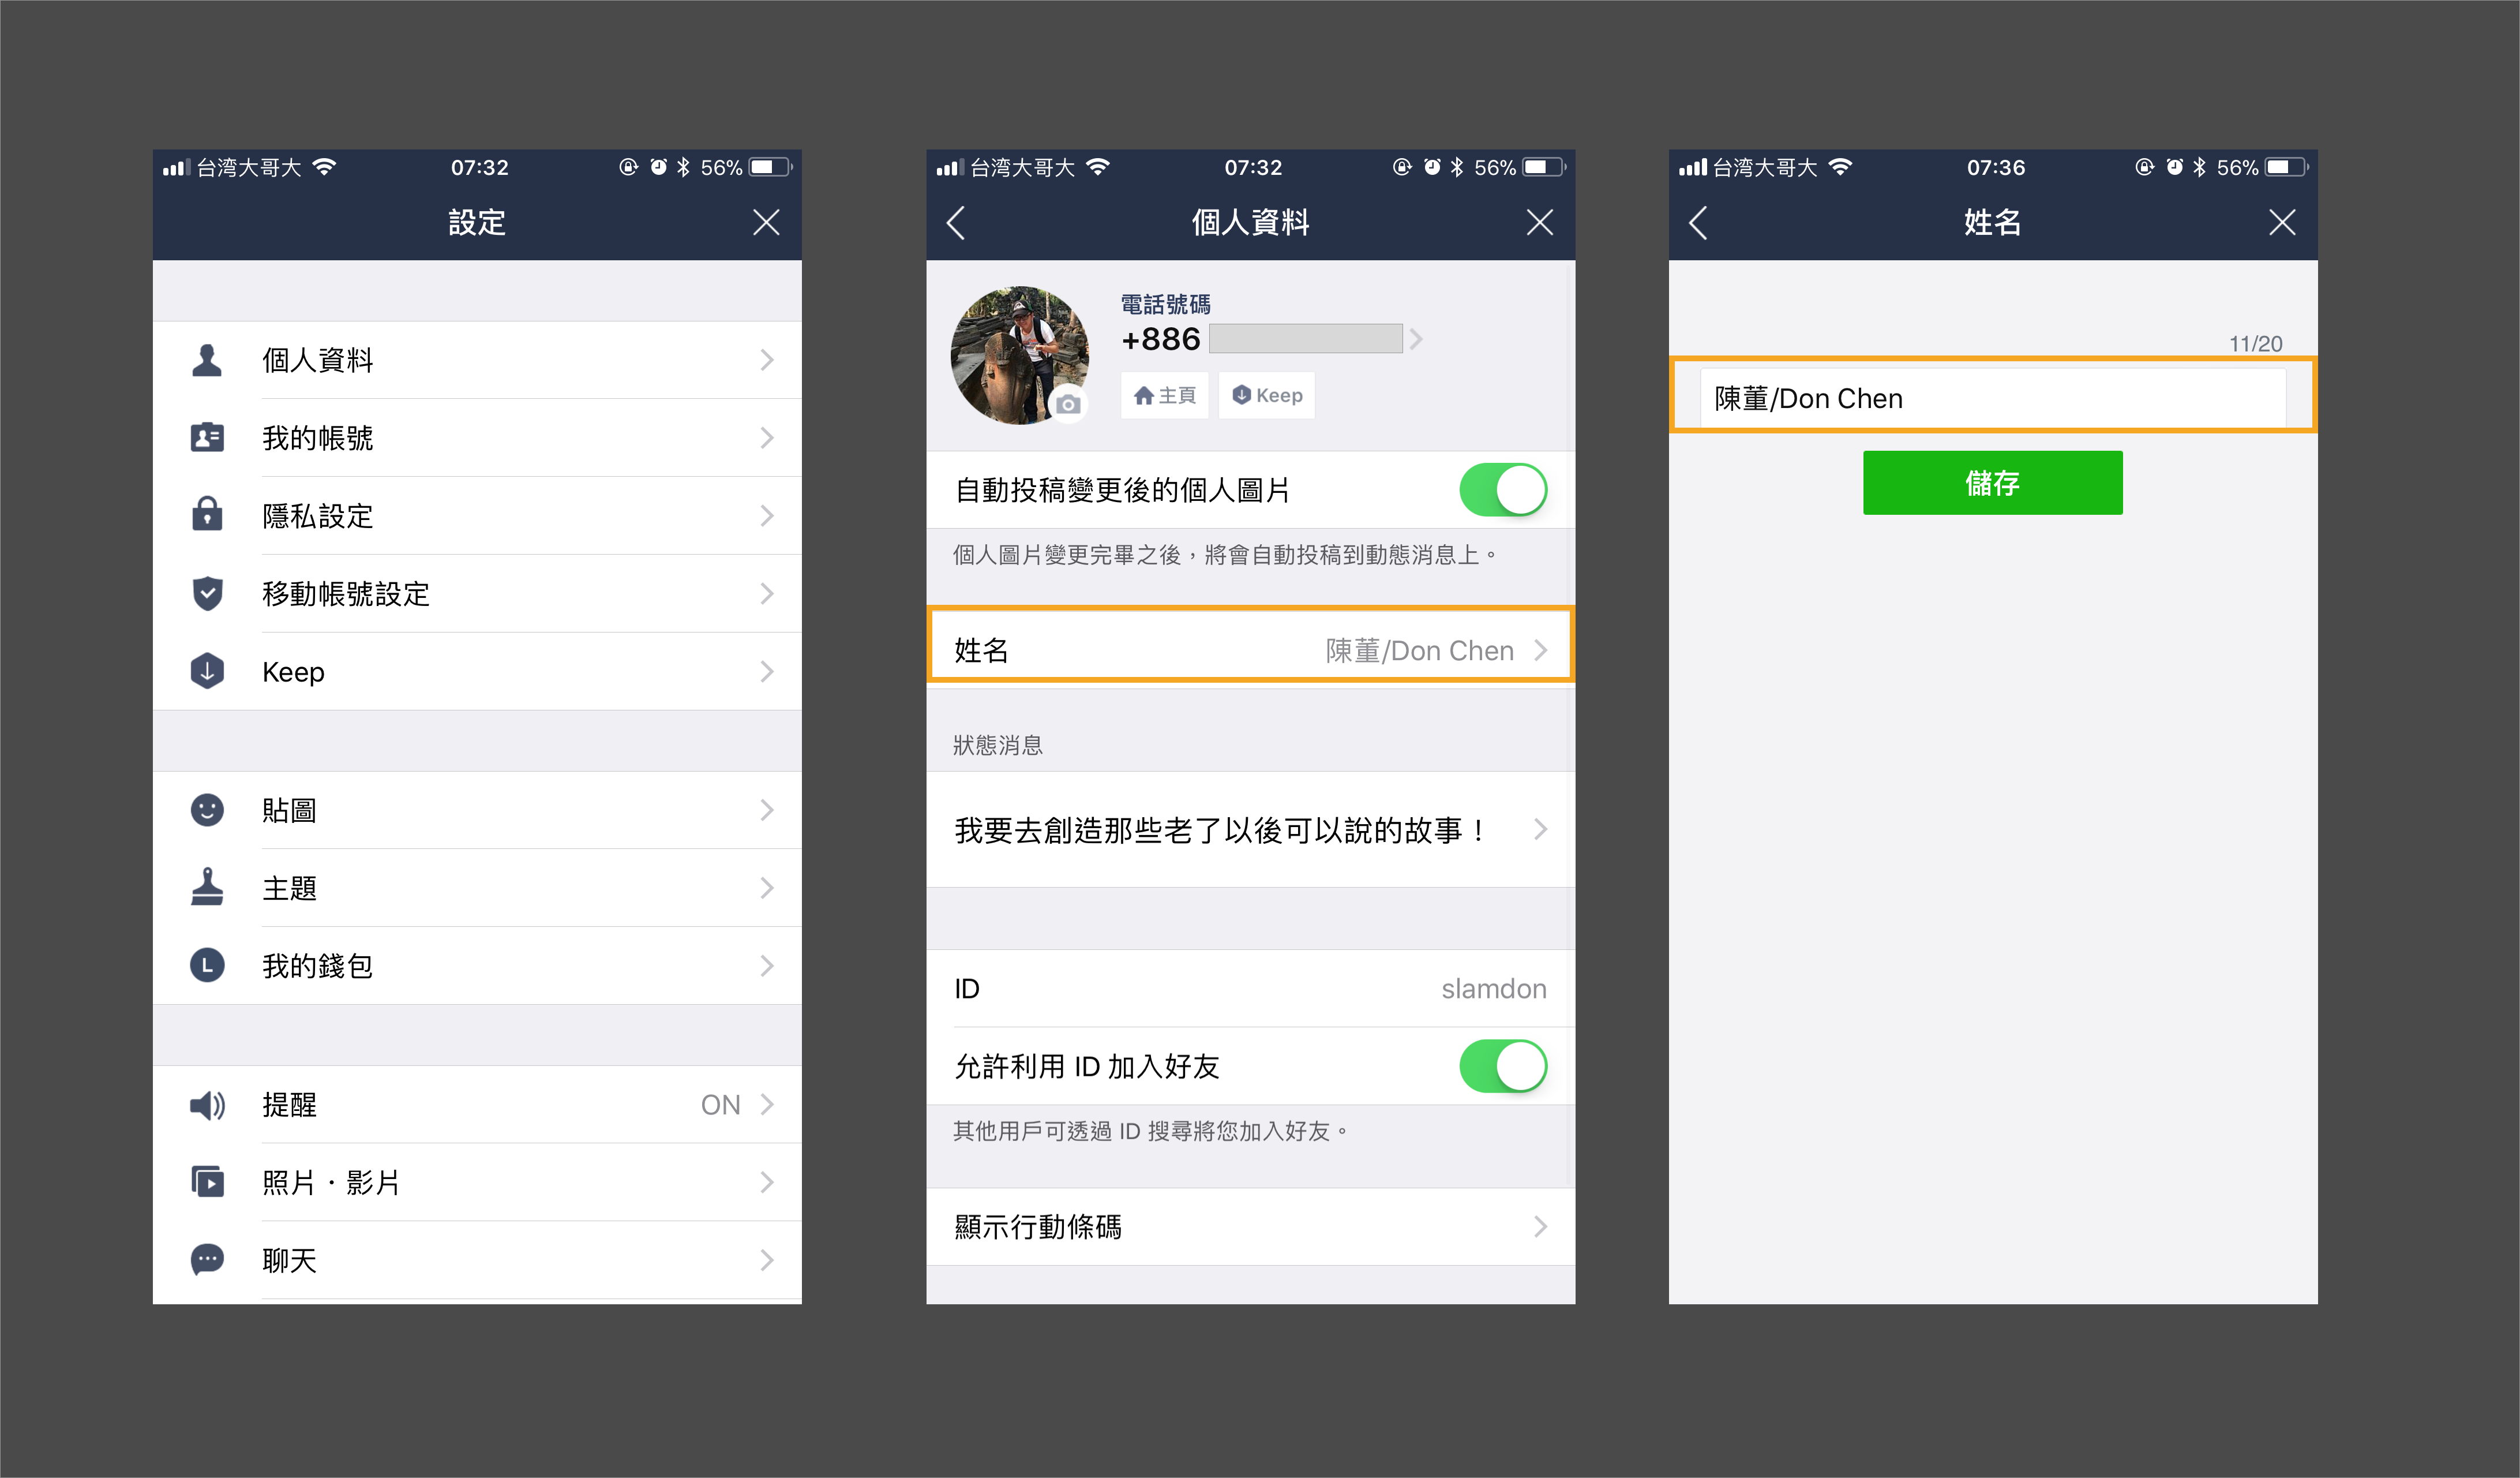 台湾大哥大 07:32 56%
設定
個人資料
我的帳號
隱私設定
移動帳號設定
Keep
貼圖
主題
L 我的錢包
提醒 ON
照片・影片
聊天
台湾大哥大 07:32 56%
個人資料
電話號碼
+886
主頁 Keep
自動投稿變更後的個人圖片
個人圖片變更完畢之後，將會自動投稿到動態消息上。
姓名 陳董/Don Chen
狀態消息
我要去創造那些老了以後可以說的故事！
ID slamdon
允許利用 ID 加入好友
其他用戶可透過 ID 搜尋將您加入好友。
顯示行動條碼
台湾大哥大 07:36 56%
姓名
11/20
陳董/Don Chen
儲存